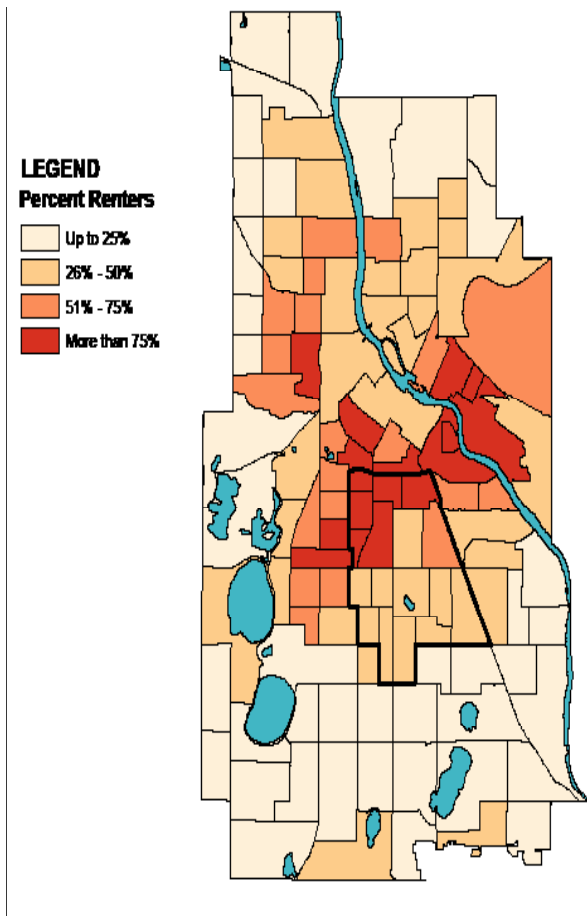 LEGEND
Percent Renters
Up to 25%
26% - 50%
51% - 75%
More than 75%